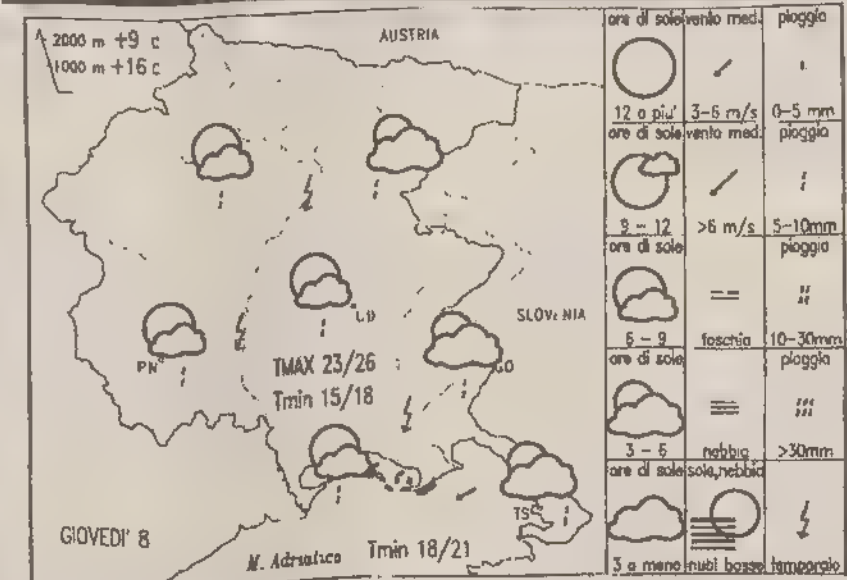 2000 m +9 c
1000 m +16 c
AUSTRIA
SLOVENIA
UD
PN
GO
TMAX 23/26
Tmin 15/18
TS
GIOVEDI' 8
M. Adriatico
Tmin 18/21
ore di sole vento med. pioggia
12 o piu' 3-6 m/s 0-5 mm
ore di sole vento med. pioggia
9 - 12 >6 m/s 5-10mm
ore di sole pioggia
6 - 9 foschia 10-30mm
ore di sole pioggia
3 - 6 nebbia >30mm
ore di sole sole,nebbia
3 o meno nubi basse temporale